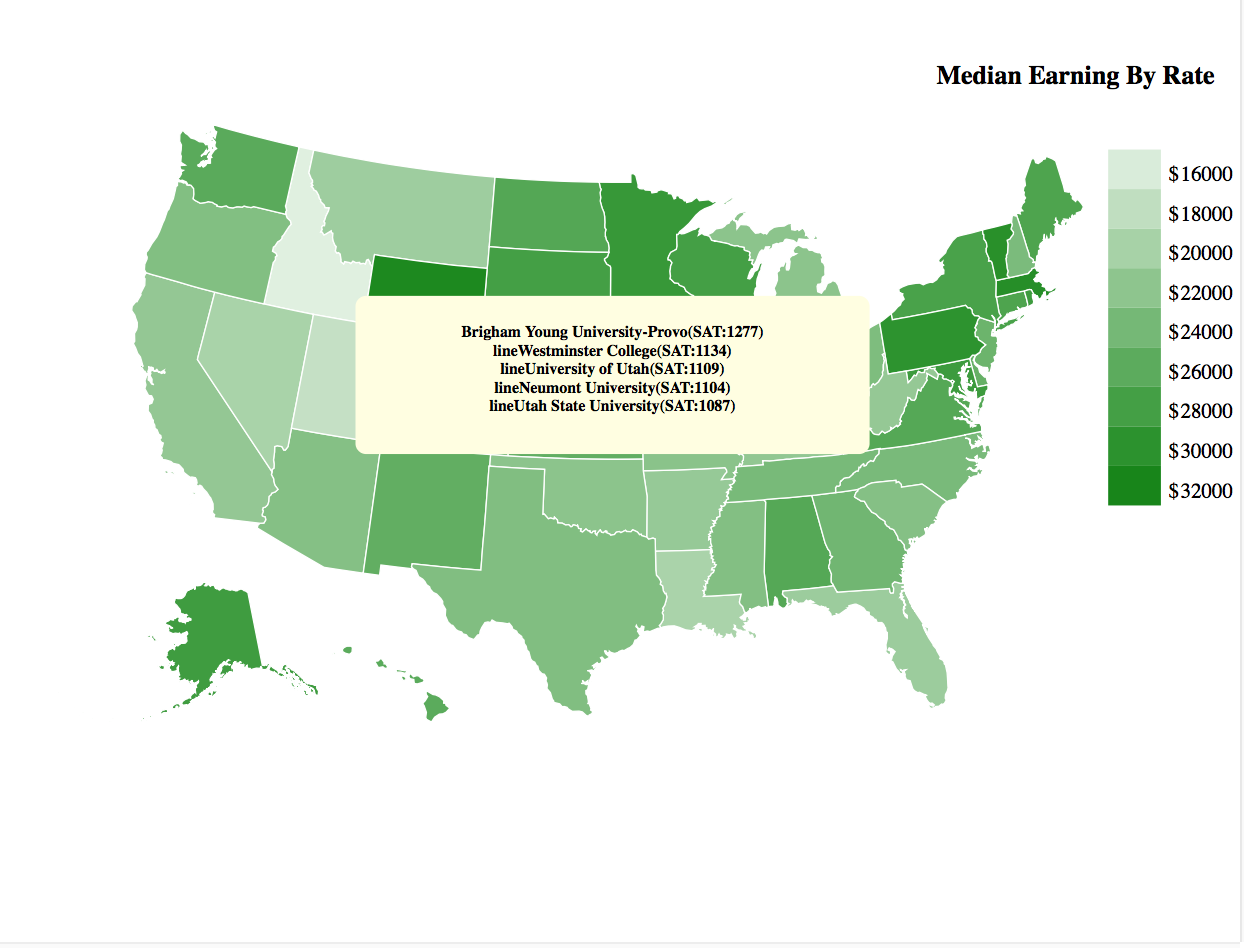 Median Earning By Rate
$16000
$18000
$20000
$22000
$24000
$26000
$28000
$30000
$32000
Brigham Young University-Provo(SAT:1277)
lineWestminster College(SAT:1134)
lineUniversity of Utah(SAT:1109)
lineNeumont University(SAT:1104)
lineUtah State University(SAT:1087)